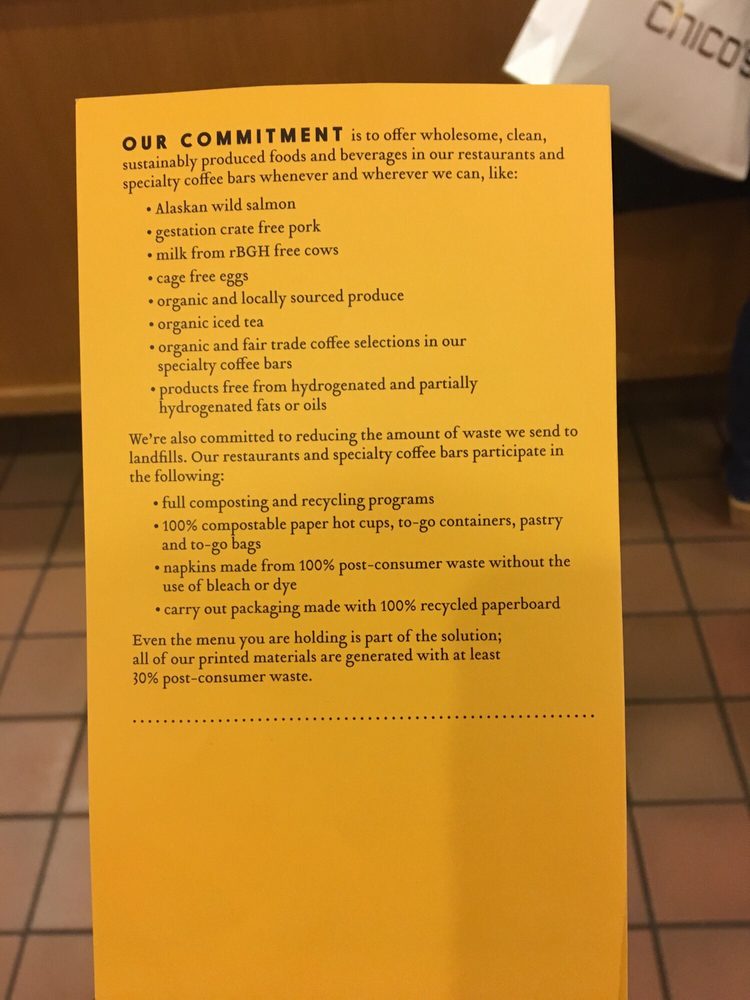 chico's
OUR COMMITMENT is to offer wholesome, clean,
sustainably produced foods and beverages in our restaurants and
specialty coffee bars whenever and wherever we can, like:
• Alaskan wild salmon
• gestation crate free pork
• milk from rBGH free cows
• cage free eggs
• organic and locally sourced produce
• organic iced tea
• organic and fair trade coffee selections in our
specialty coffee bars
• products free from hydrogenated and partially
hydrogenated fats or oils
We're also committed to reducing the amount of waste we send to
landfills. Our restaurants and specialty coffee bars participate in
the following:
• full composting and recycling programs
• 100% compostable paper hot cups, to-go containers, pastry
and to-go bags
• napkins made from 100% post-consumer waste without the
use of bleach or dye
• carry out packaging made with 100% recycled paperboard
Even the menu you are holding is part of the solution;
all of our printed materials are generated with at least
30% post-consumer waste.